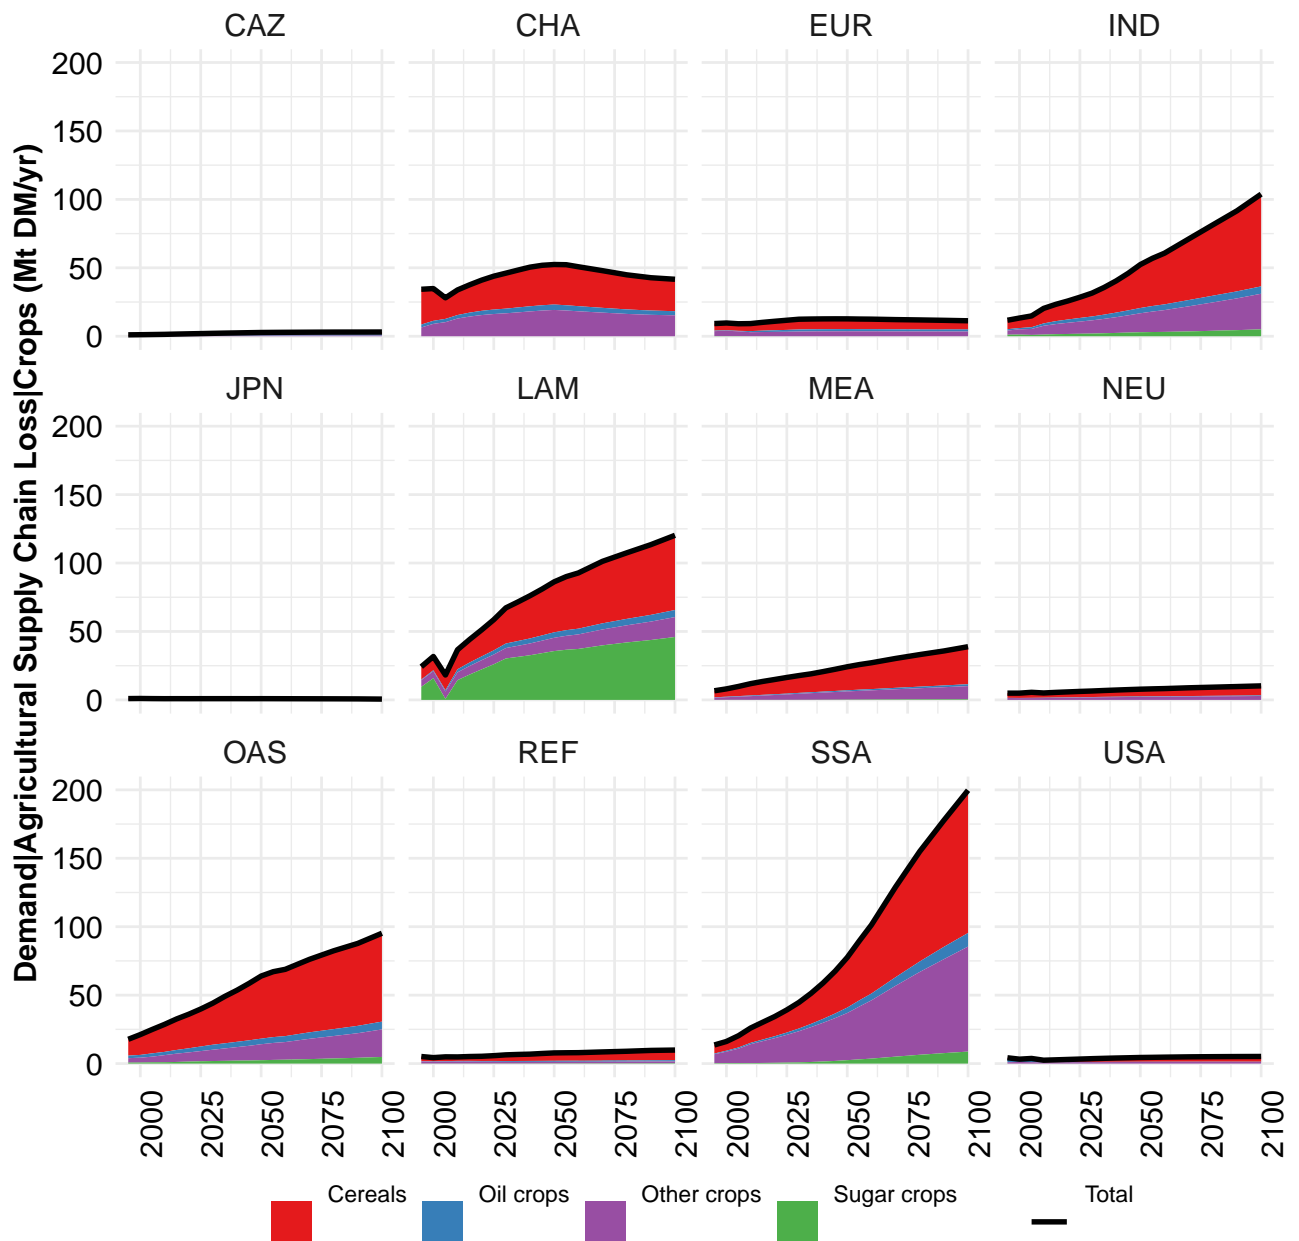 CAZ CHA EUR IND
200
150
100
50
0
JPN LAM MEA NEU
200
150
100
50
0
OAS REF SSA USA
200
150
100
50
0
2000 2025 2050 2075 2100 2000 2025 2050 2075 2100 2000 2025 2050 2075 2100 2000 2025 2050 2075 2100
Demand|Agricultural Supply Chain Loss|Crops (Mt DM/yr)
Cereals Oil crops Other crops Sugar crops Total